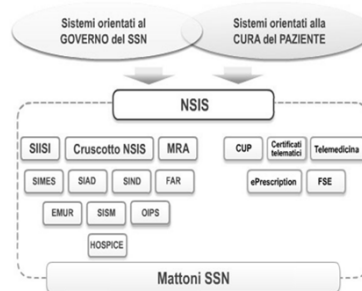 Sistemi orientati al
GOVERNO del SSN
Sistemi orientati alla
CURA del PAZIENTE
NSIS
SIISI
Cruscotto NSIS
MRA
CUP
Certificati
telematici
Telemedicina
SIMES
SIAD
SIND
FAR
ePrescription
FSE
EMUR
SISM
OIPS
HOSPICE
Mattoni SSN